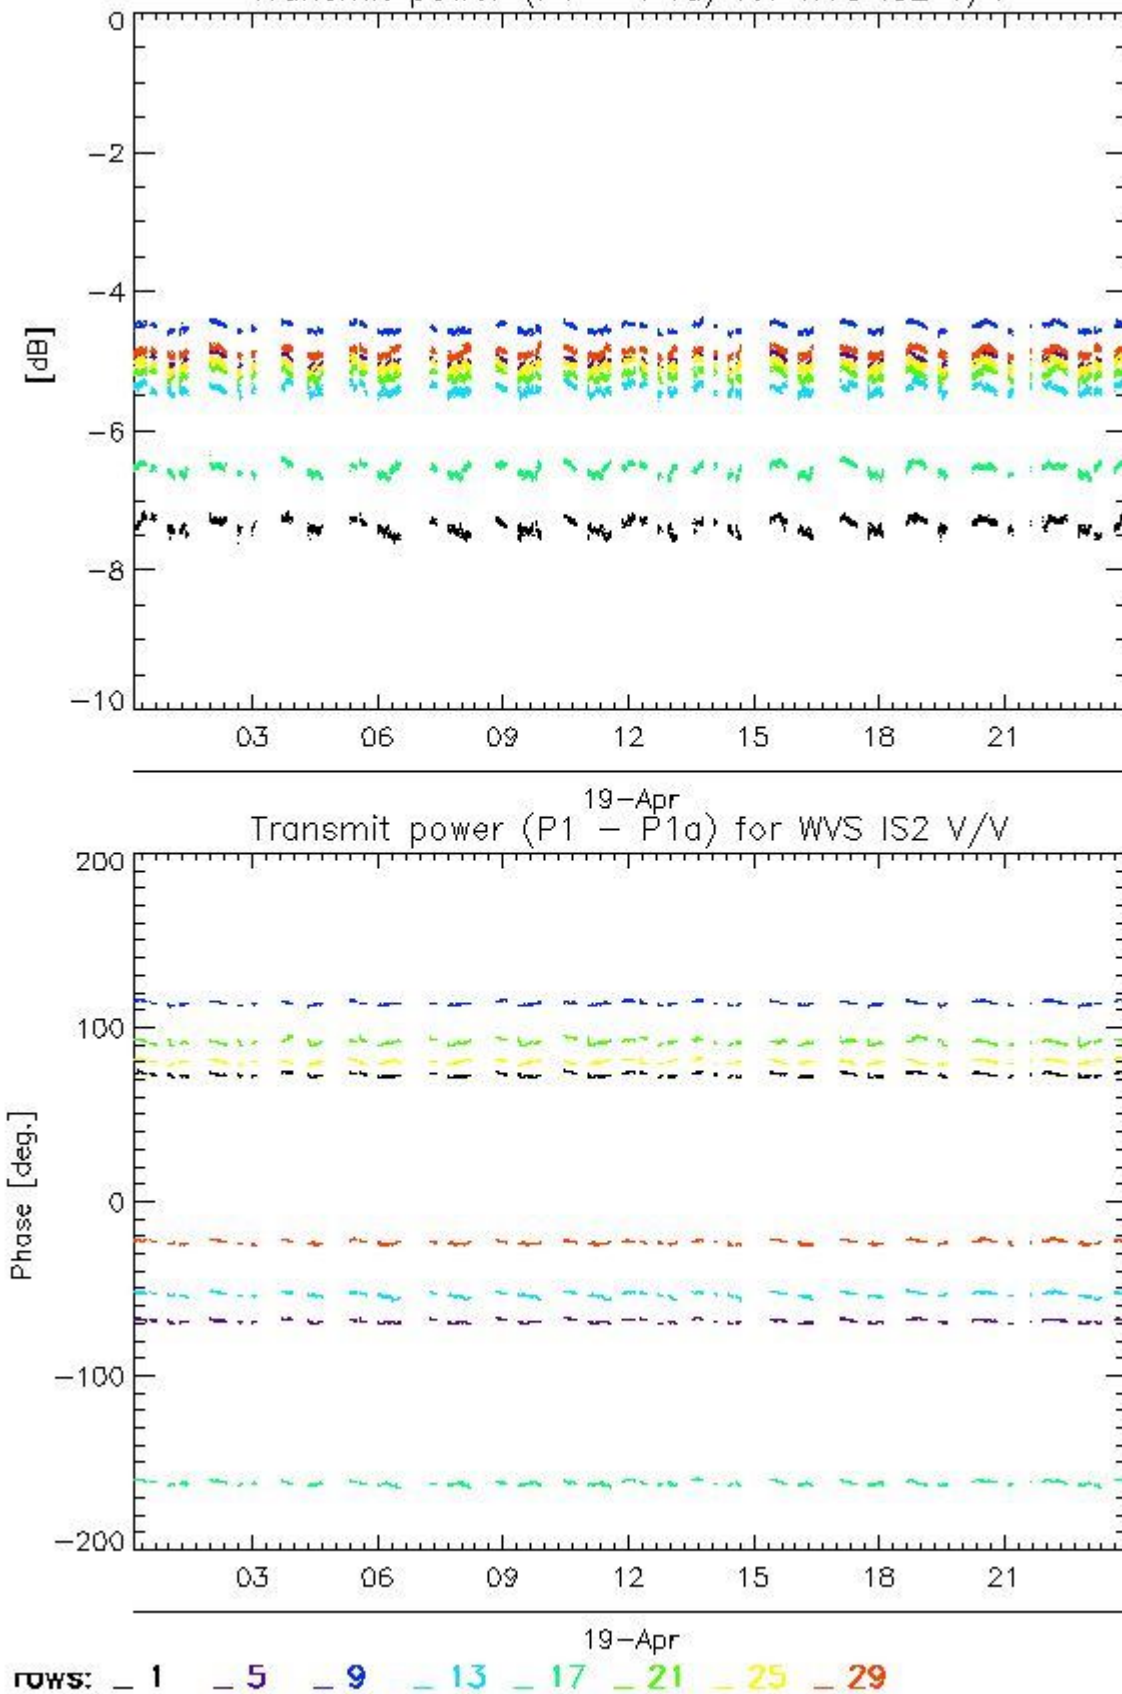 0
−2
−4
[dB]
−6
−8
−10
03 06 09 12 15 18 21
19−Apr
Transmit power (P1 − P1a) for WVS IS2 V/V
200
100
Phase [deg.]
0
−100
−200
03 06 09 12 15 18 21
19−Apr
rows: _ 1 _ 5 _ 9 _ 13 _ 17 _ 21 _ 25 _ 29